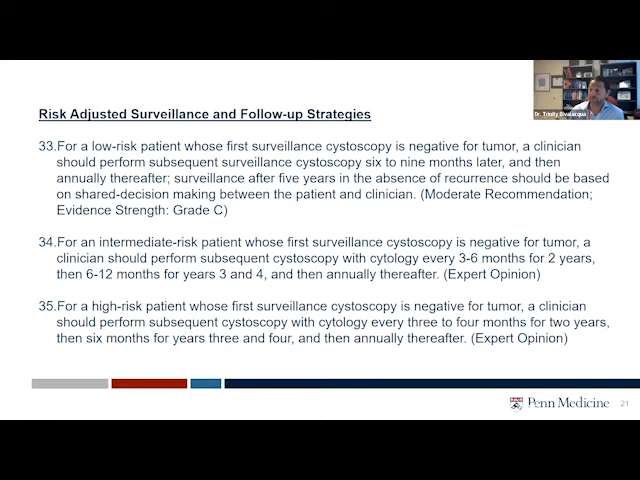 Dr. Trinity Bivalacqua
Risk Adjusted Surveillance and Follow-up Strategies
33.For a low-risk patient whose first surveillance cystoscopy is negative for tumor, a clinician
should perform subsequent surveillance cystoscopy six to nine months later, and then
annually thereafter; surveillance after five years in the absence of recurrence should be based
on shared-decision making between the patient and clinician. (Moderate Recommendation;
Evidence Strength: Grade C)
34.For an intermediate-risk patient whose first surveillance cystoscopy is negative for tumor, a
clinician should perform subsequent cystoscopy with cytology every 3-6 months for 2 years,
then 6-12 months for years 3 and 4, and then annually thereafter. (Expert Opinion)
35.For a high-risk patient whose first surveillance cystoscopy is negative for tumor, a clinician
should perform subsequent cystoscopy with cytology every three to four months for two years,
then six months for years three and four, and then annually thereafter. (Expert Opinion)
Penn Medicine
21